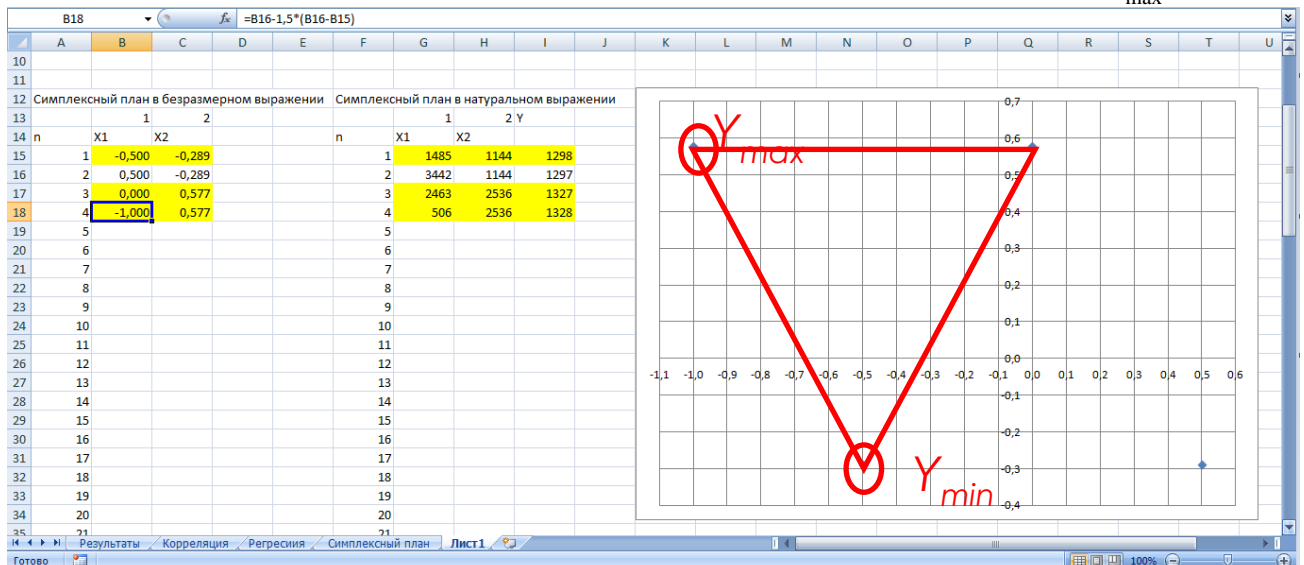 max
B18 fx =B16-1,5*(B16-B15)
A B C D E F G H I J K L M N O P Q R S T U
10
11
12 Симплексный план в безразмерном выражении Симплексный план в натуральном выражении
13 1 2 1 2 Y
14 n X1 X2 n X1 X2
15 1 -0,500 -0,289 1 1485 1144 1298
16 2 0,500 -0,289 2 3442 1144 1297
17 3 0,000 0,577 3 2463 2536 1327
18 4 -1,000 0,577 4 506 2536 1328
19 5 5
20 6 6
21 7 7
22 8 8
23 9 9
24 10 10
25 11 11
26 12 12
27 13 13
28 14 14
29 15 15
30 16 16
31 17 17
32 18 18
33 19 19
34 20 20
35 21 21
0,7
0,6
0,5
0,4
0,3
0,2
0,1
0,0
-1,1 -1,0 -0,9 -0,8 -0,7 -0,6 -0,5 -0,4 -0,3 -0,2 -0,1 0,0 0,1 0,2 0,3 0,4 0,5 0,6
-0,1
-0,2
-0,3
-0,4
Ymax
Ymin
Результаты Корреляция Регресиия Симплексный план Лист1
Готово 100%